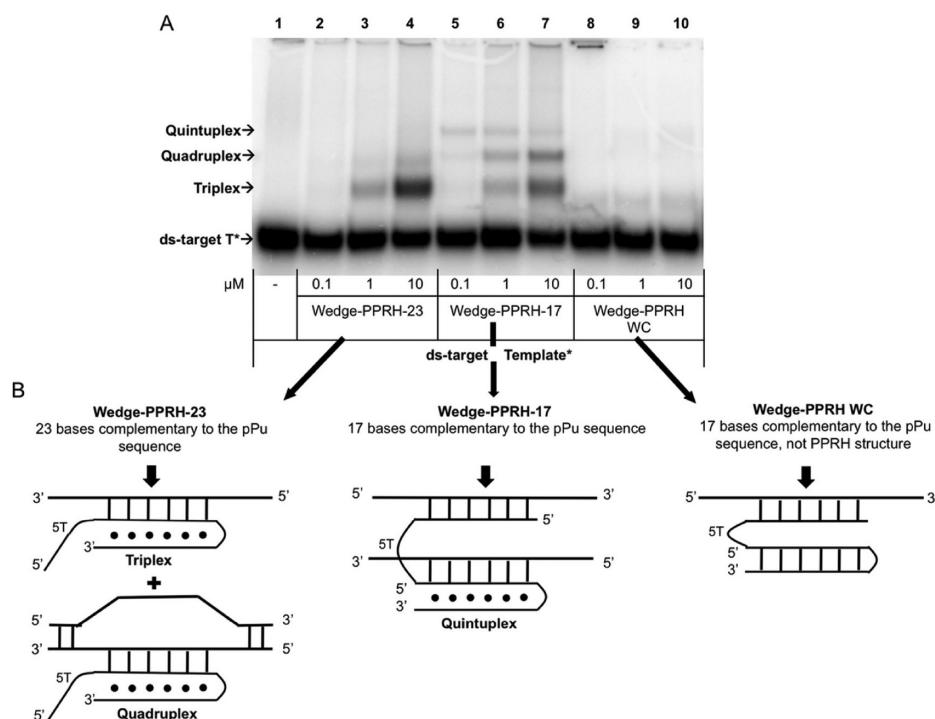 A
1 2 3 4 5 6 7 8 9 10
Quintuplex→
Quadruplex→
Triplex→
ds-target T*→
µM - 0.1 1 10 0.1 1 10 0.1 1 10
Wedge-PPRH-23 Wedge-PPRH-17 Wedge-PPRH
WC
ds-target Template*
B
Wedge-PPRH-23
23 bases complementary to the pPu
sequence
3’ 5’
5T
3’
5’
Triplex
+
5’ 3’
3’ 5’
5T
3’
5’
Quadruplex
Wedge-PPRH-17
17 bases complementary to the pPu sequence
5’ 3’
5’
5T
3’ 5’
5’
3’
Quintuplex
Wedge-PPRH WC
17 bases complementary to the pPu
sequence, not PPRH structure
5’ 3’
5T
5’
3’